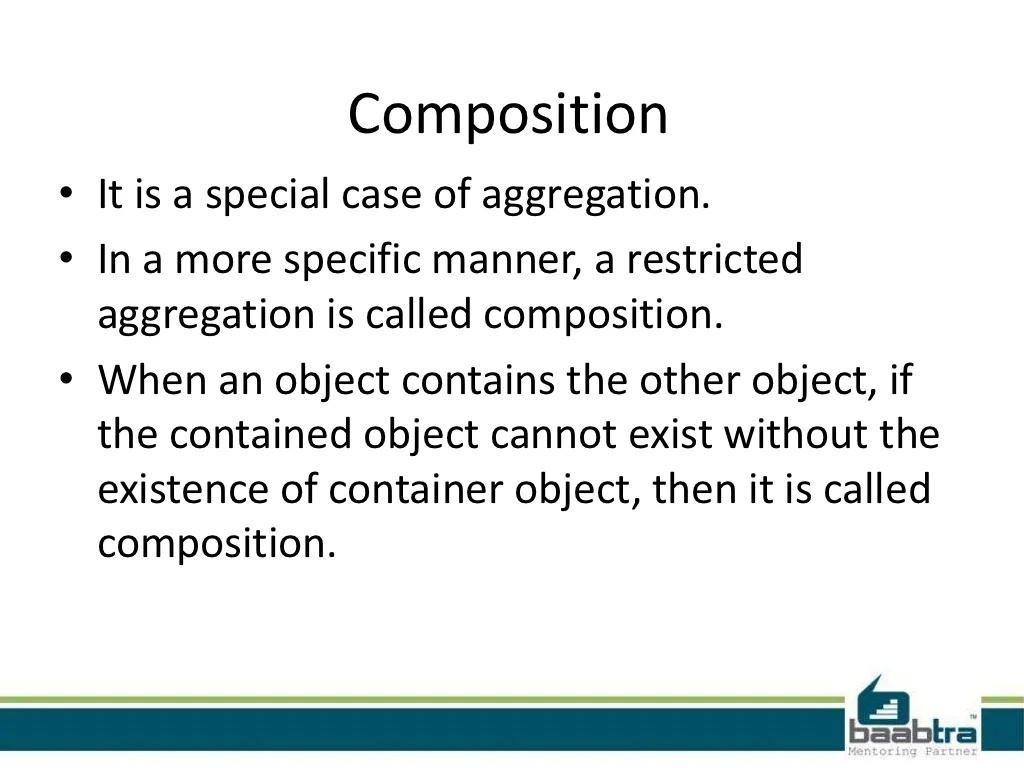 Composition
• It is a special case of aggregation.
• In a more specific manner, a restricted
aggregation is called composition.
• When an object contains the other object, if
the contained object cannot exist without the
existence of container object, then it is called
composition.
baabtra™
Mentoring Partner